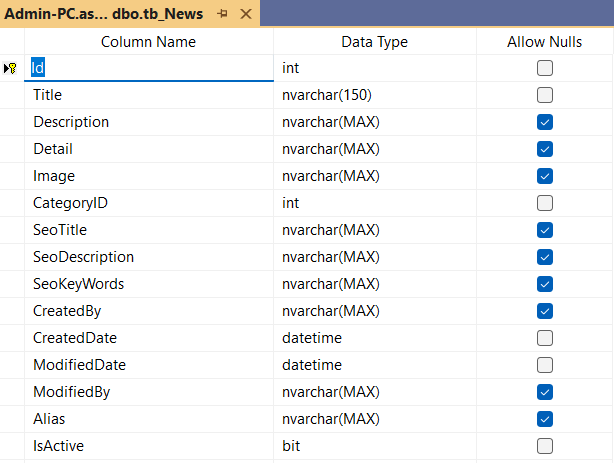 Admin-PC.as... dbo.tb_News
Column Name Data Type Allow Nulls
Id int
Title nvarchar(150)
Description nvarchar(MAX)
Detail nvarchar(MAX)
Image nvarchar(MAX)
CategoryID int
SeoTitle nvarchar(MAX)
SeoDescription nvarchar(MAX)
SeoKeyWords nvarchar(MAX)
CreatedBy nvarchar(MAX)
CreatedDate datetime
ModifiedDate datetime
ModifiedBy nvarchar(MAX)
Alias nvarchar(MAX)
IsActive bit